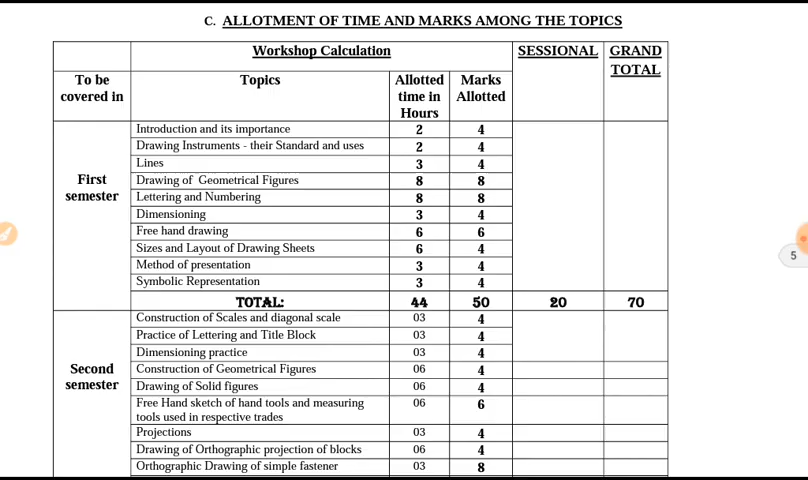 C. ALLOTMENT OF TIME AND MARKS AMONG THE TOPICS
Workshop Calculation SESSIONAL GRAND TOTAL
To be covered in Topics Allotted time in Hours Marks Allotted
First semester
Introduction and its importance 2 4
Drawing Instruments - their Standard and uses 2 4
Lines 3 4
Drawing of Geometrical Figures 8 8
Lettering and Numbering 8 8
Dimensioning 3 4
Free hand drawing 6 6
Sizes and Layout of Drawing Sheets 6 4
Method of presentation 3 4
Symbolic Representation 3 4
TOTAL: 44 50 20 70
Second semester
Construction of Scales and diagonal scale 03 4
Practice of Lettering and Title Block 03 4
Dimensioning practice 03 4
Construction of Geometrical Figures 06 4
Drawing of Solid figures 06 4
Free Hand sketch of hand tools and measuring 06 6
tools used in respective trades
Projections 03 4
Drawing of Orthographic projection of blocks 06 4
Orthographic Drawing of simple fastener 03 8
5